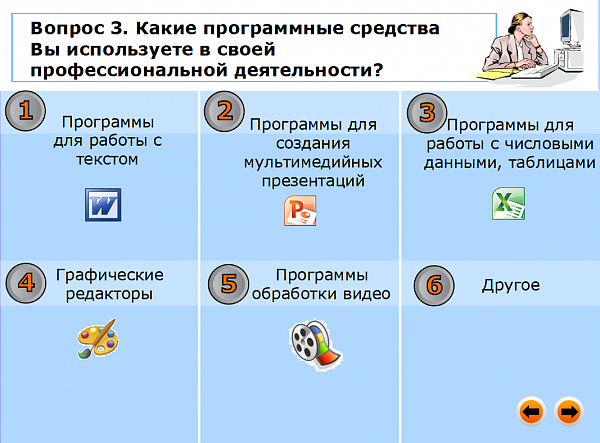 Вопрос 3. Какие программные средства
Вы используете в своей
профессиональной деятельности?
1
Программы
для работы с
текстом
W
2
Программы для
создания
мультимедийных
презентаций
P
3
Программы для
работы с числовыми
данными, таблицами
X
4
Графические
редакторы
5
Программы
обработки видео
6
Другое